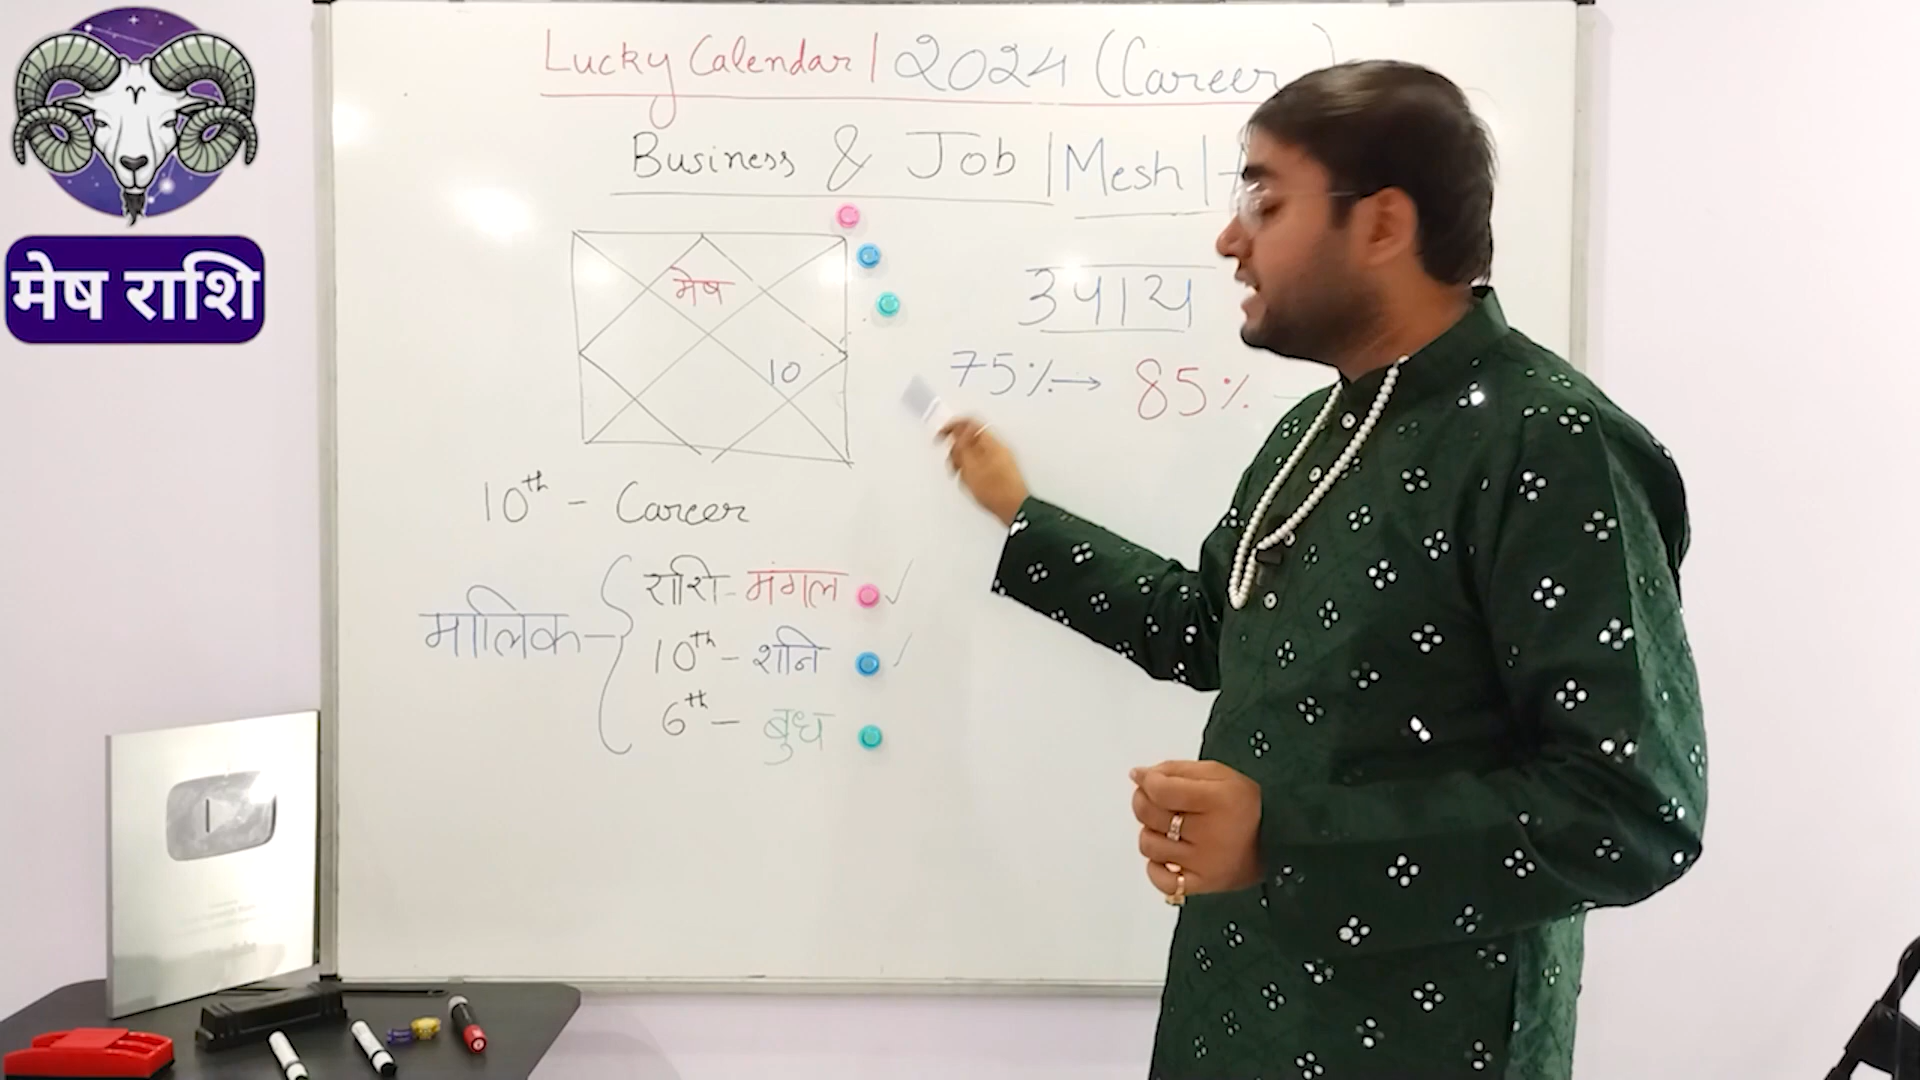 Lucky Calendar | 2024 (Career)
Business & Job | Mesh |
मेष राशि
मेष
10
उपाय
75% → 85%
10th - Career
मालिक -
राशि - मंगल ✓
10th - शनि ✓
6th - बुध